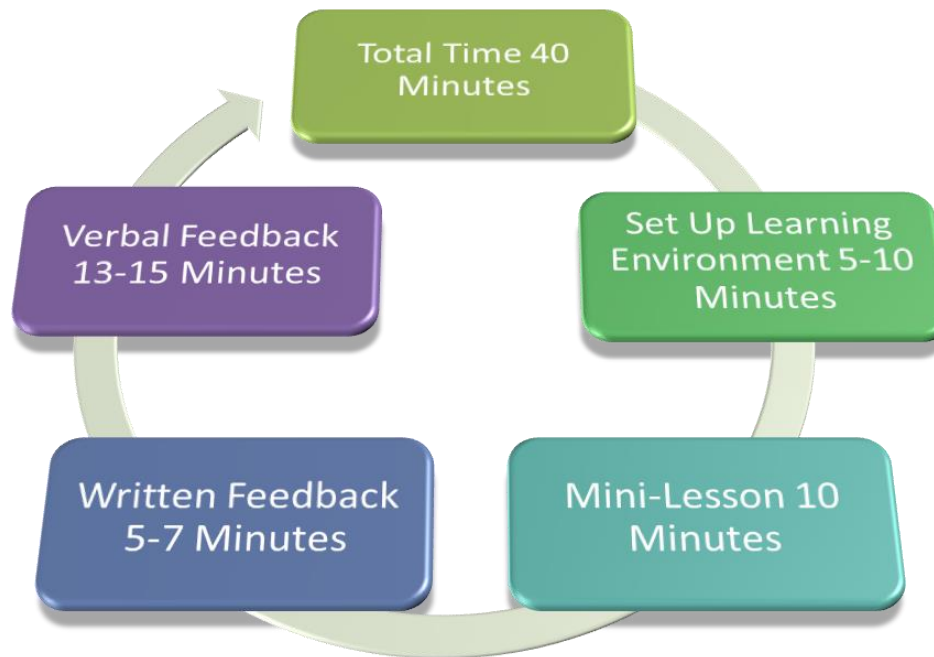 Total Time 40
Minutes
Set Up Learning
Environment 5-10
Minutes
Mini-Lesson 10
Minutes
Written Feedback
5-7 Minutes
Verbal Feedback
13-15 Minutes